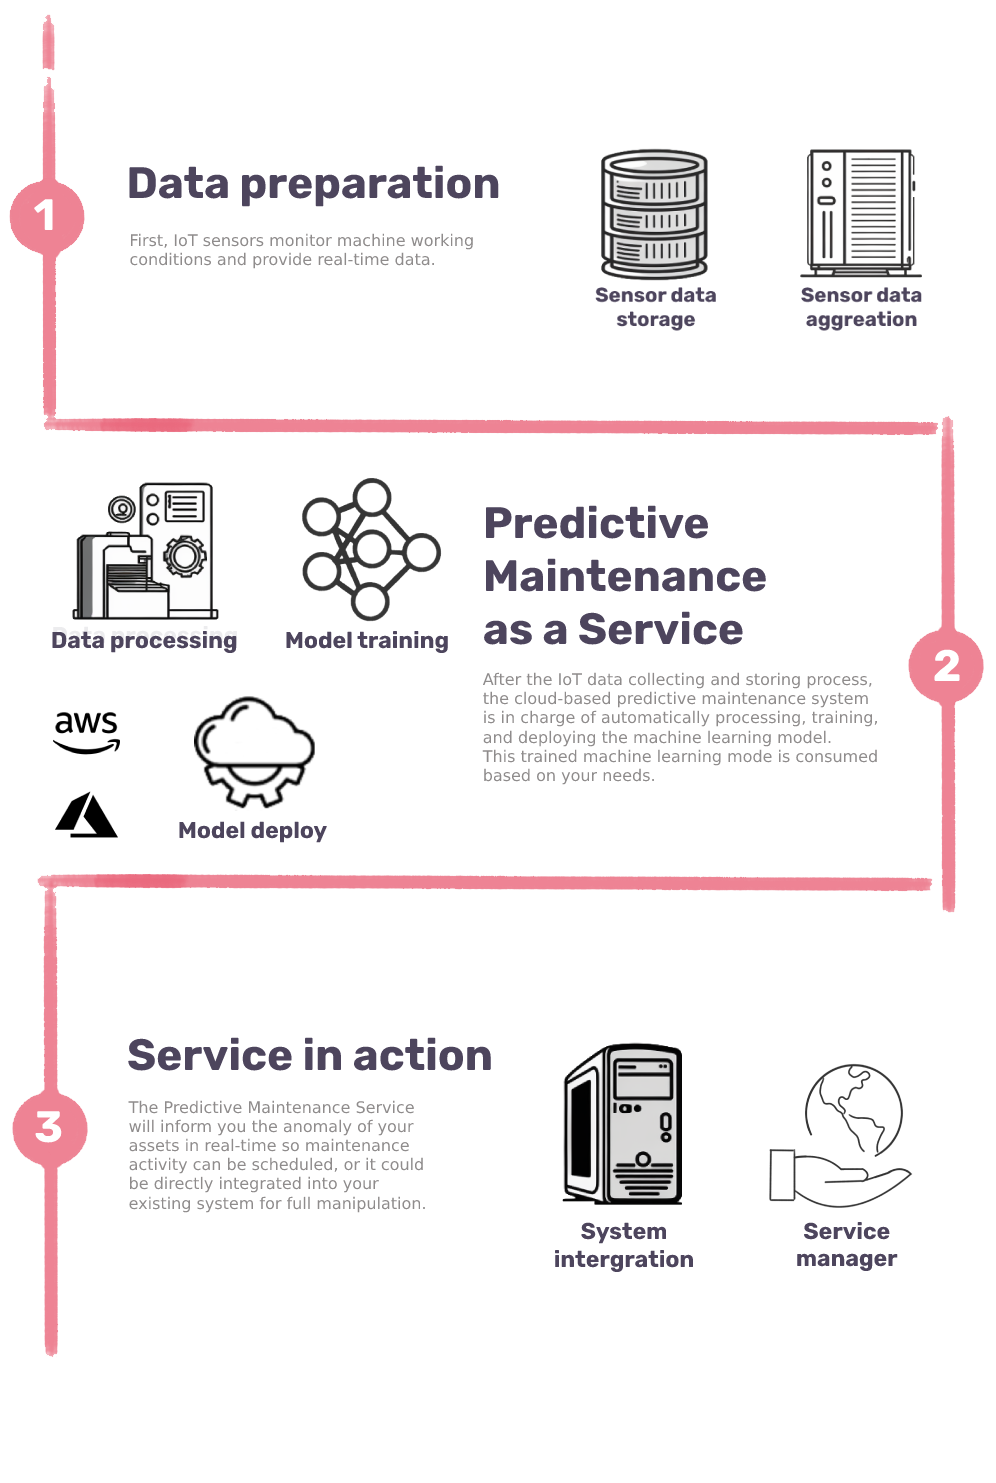 1
Data preparation
First, IoT sensors monitor machine working
conditions and provide real-time data.
Sensor data
storage
Sensor data
aggreation
Data processing
Model training
aws
Model deploy
Predictive
Maintenance
as a Service
After the IoT data collecting and storing process,
the cloud-based predictive maintenance system
is in charge of automatically processing, training,
and deploying the machine learning model.
This trained machine learning mode is consumed
based on your needs.
2
3
Service in action
The Predictive Maintenance Service
will inform you the anomaly of your
assets in real-time so maintenance
activity can be scheduled, or it could
be directly integrated into your
existing system for full manipulation.
System
intergration
Service
manager